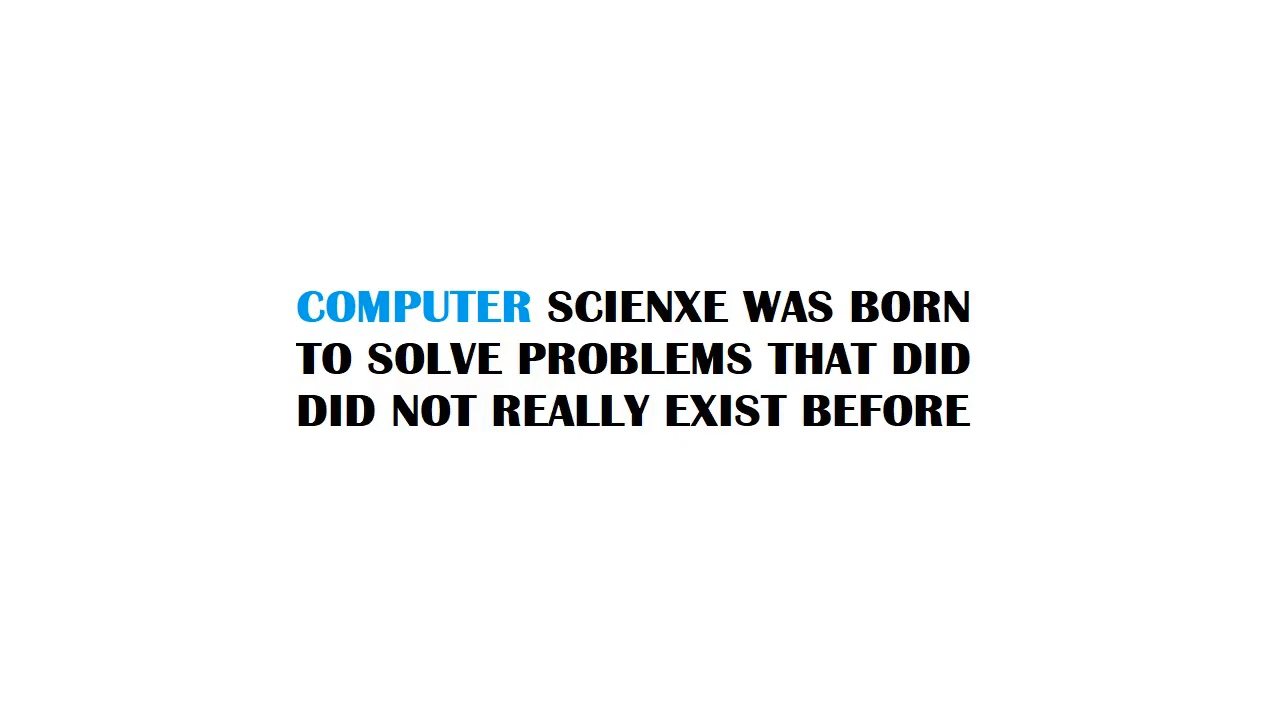 COMPUTER SCIENXE WAS BORN
TO SOLVE PROBLEMS THAT DID
DID NOT REALLY EXIST BEFORE